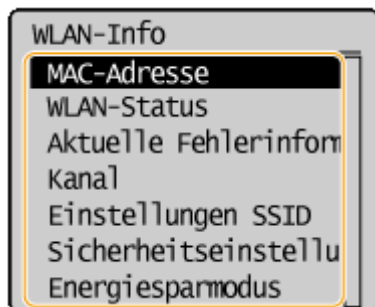 WLAN-Info
MAC-Adresse
WLAN-Status
Aktuelle Fehlerinform
Kanal
Einstellungen SSID
Sicherheitseinstellu
Energiesparmodus